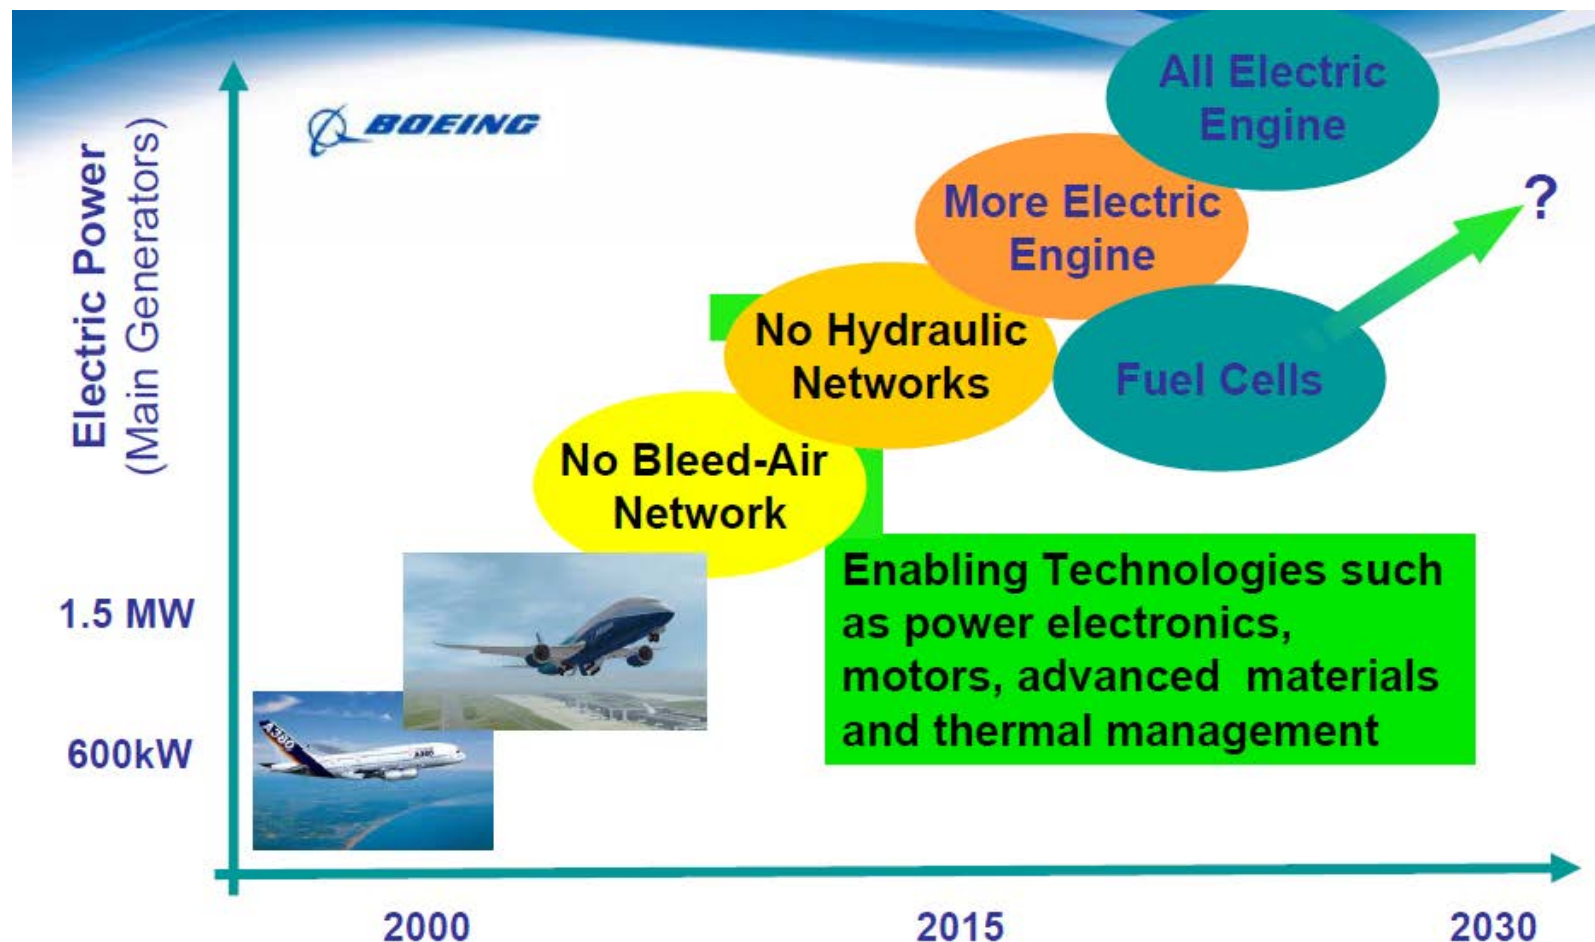 BOEING
Electric Power
(Main Generators)
All Electric
Engine
More Electric
Engine
?
No Hydraulic
Networks
Fuel Cells
No Bleed-Air
Network
Enabling Technologies such
as power electronics,
motors, advanced materials
and thermal management
1.5 MW
600kW
A380
A380
2000
2015
2030